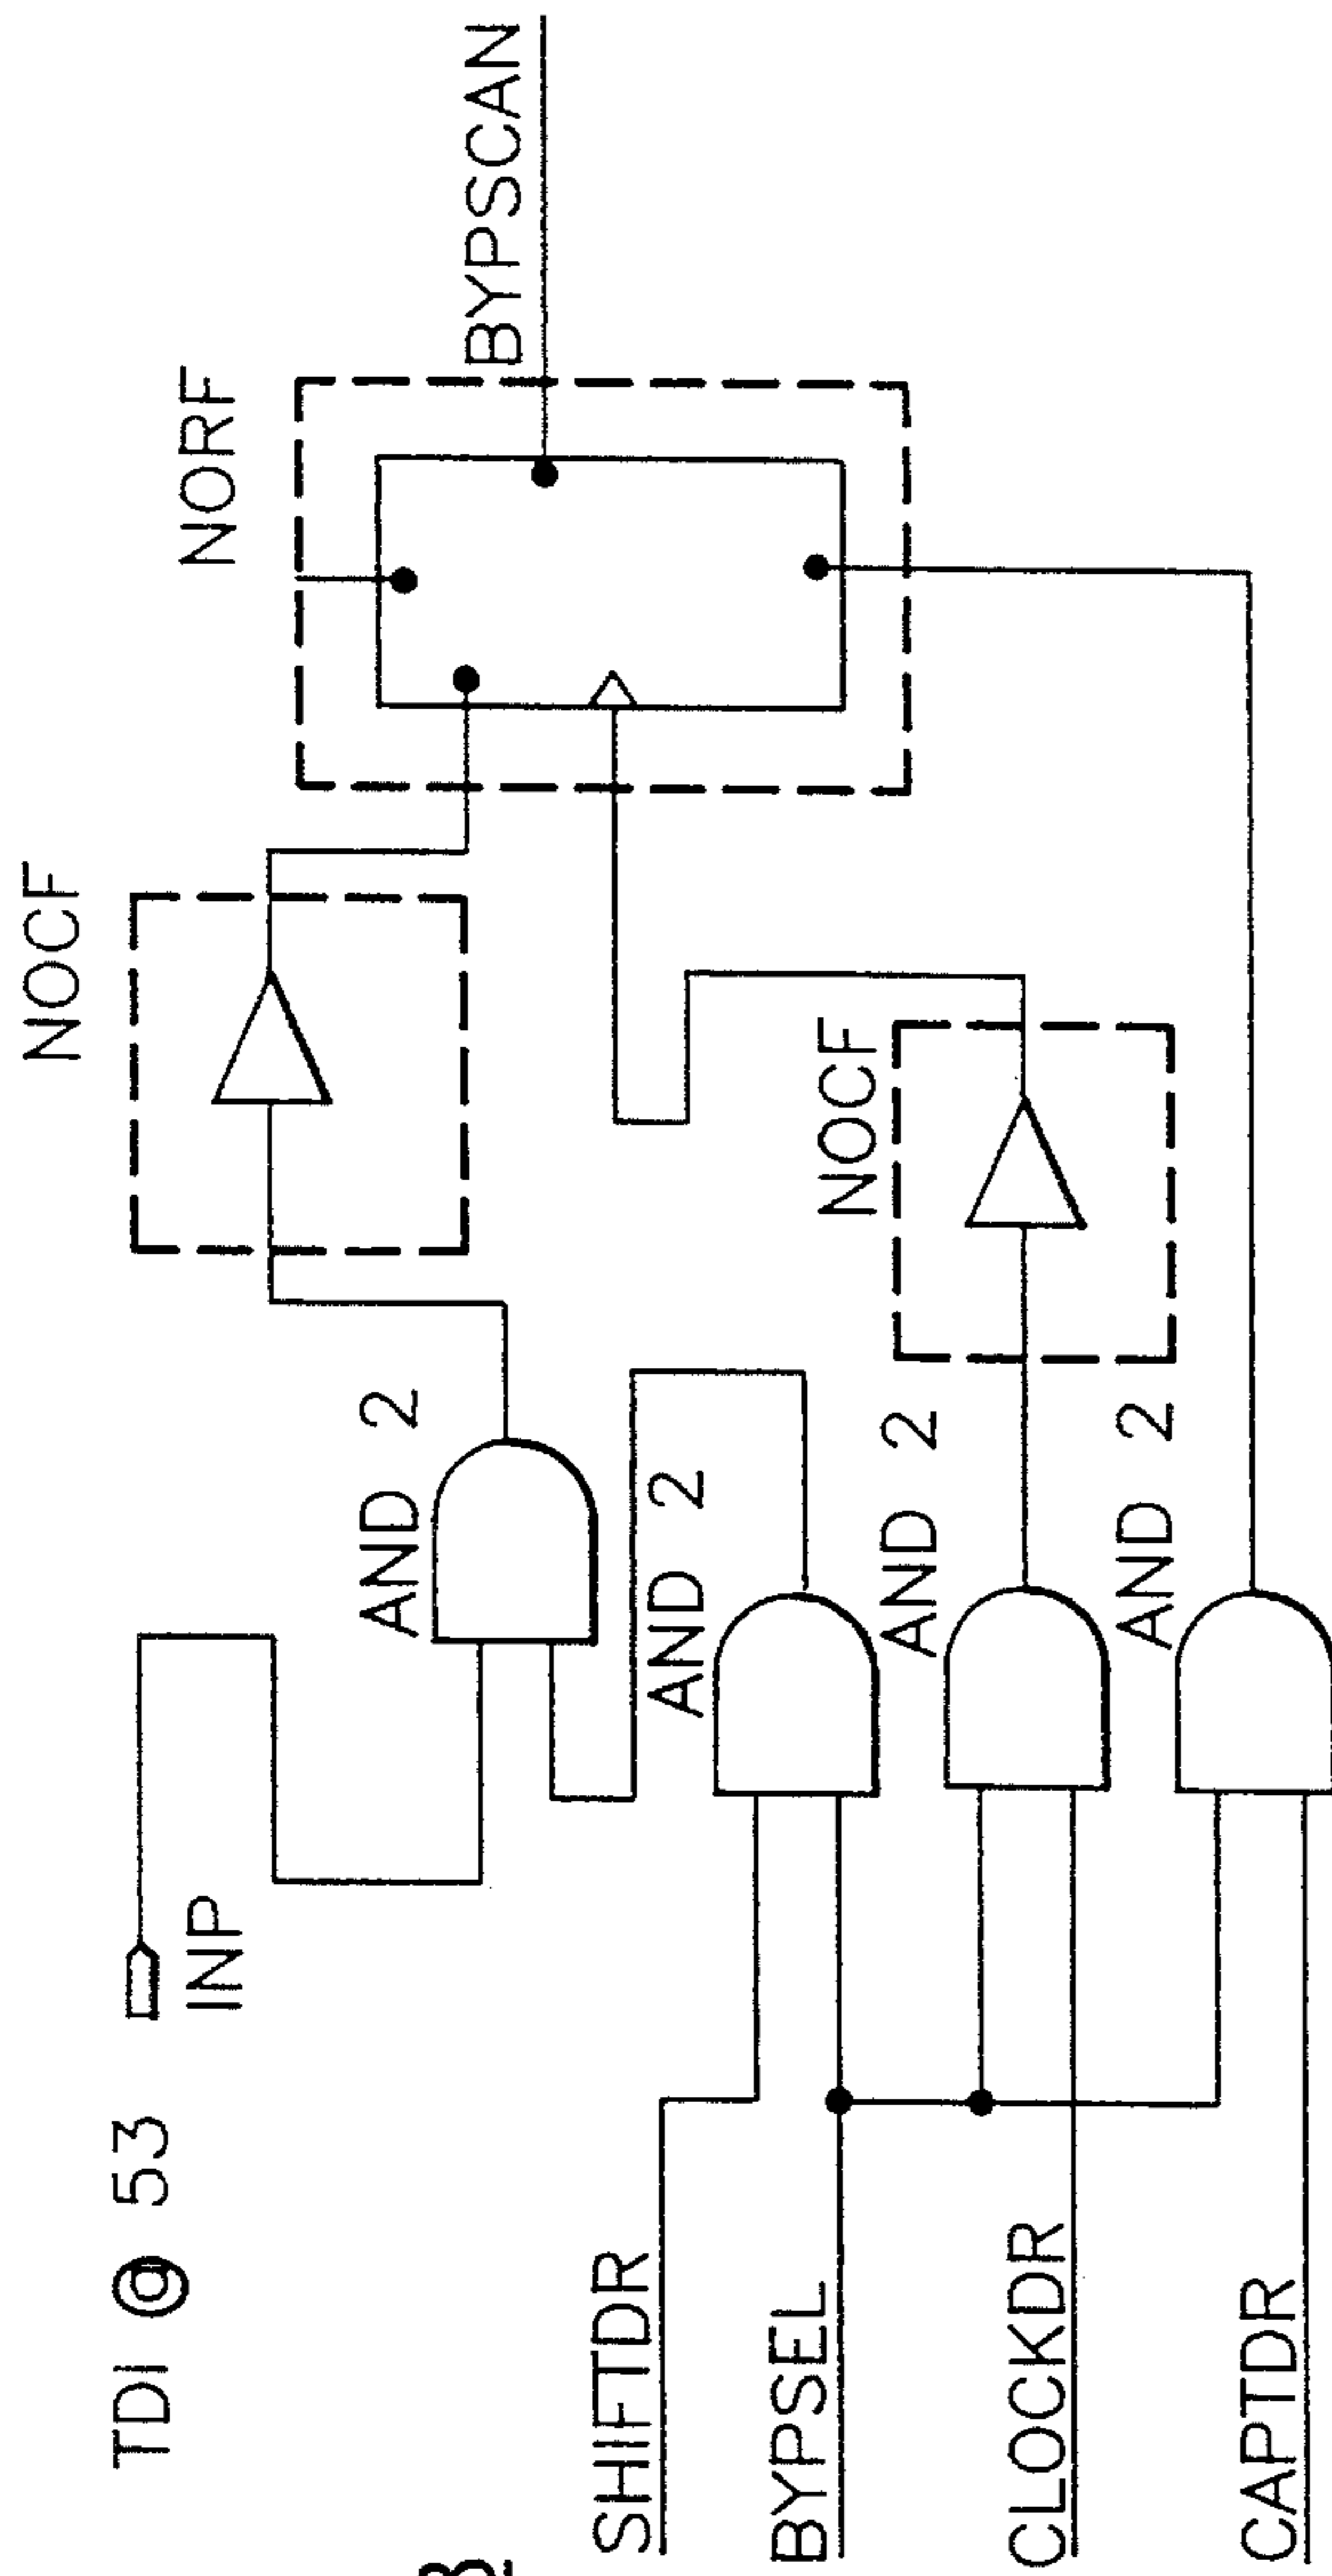 TDI @ 53
INP
NOCF
NORF
BYPSCAN
AND 2
SHIFTDR
AND 2
BYPSEL
NOCF
AND 2
CLOCKDR
AND 2
CAPTDR